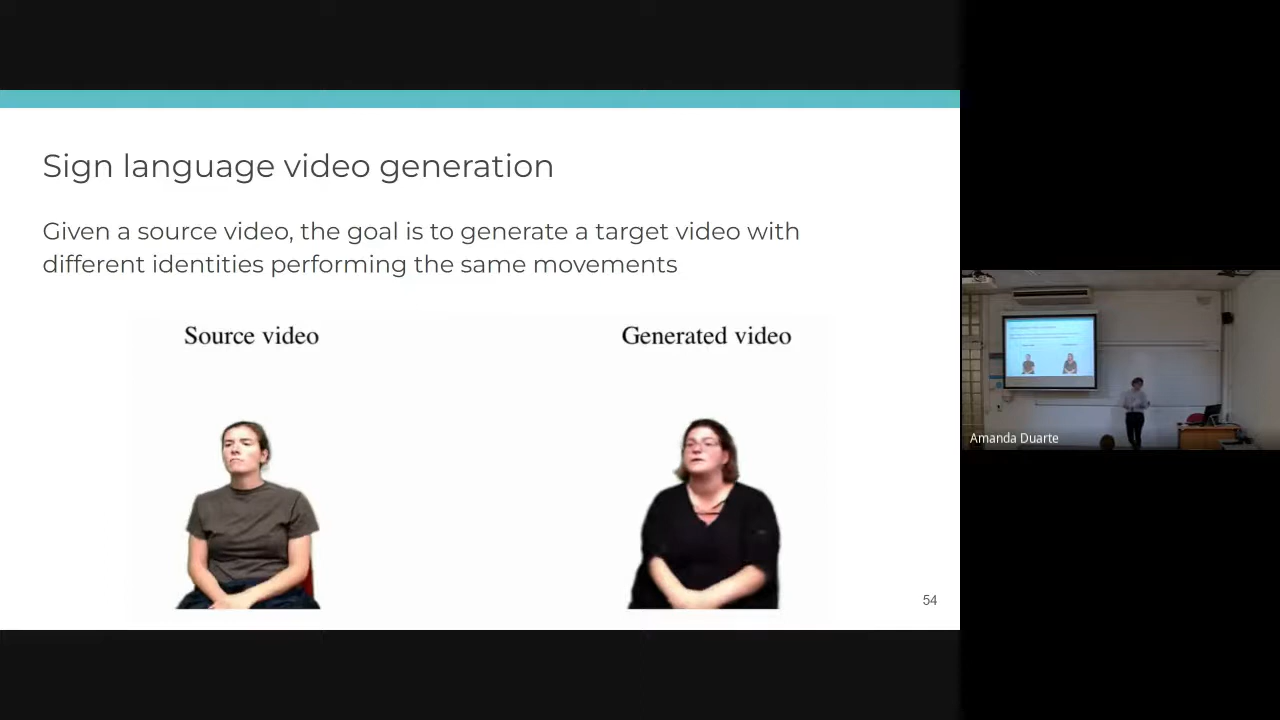 Sign language video generation
Given a source video, the goal is to generate a target video with
different identities performing the same movements
Source video
Generated video
54
Amanda Duarte